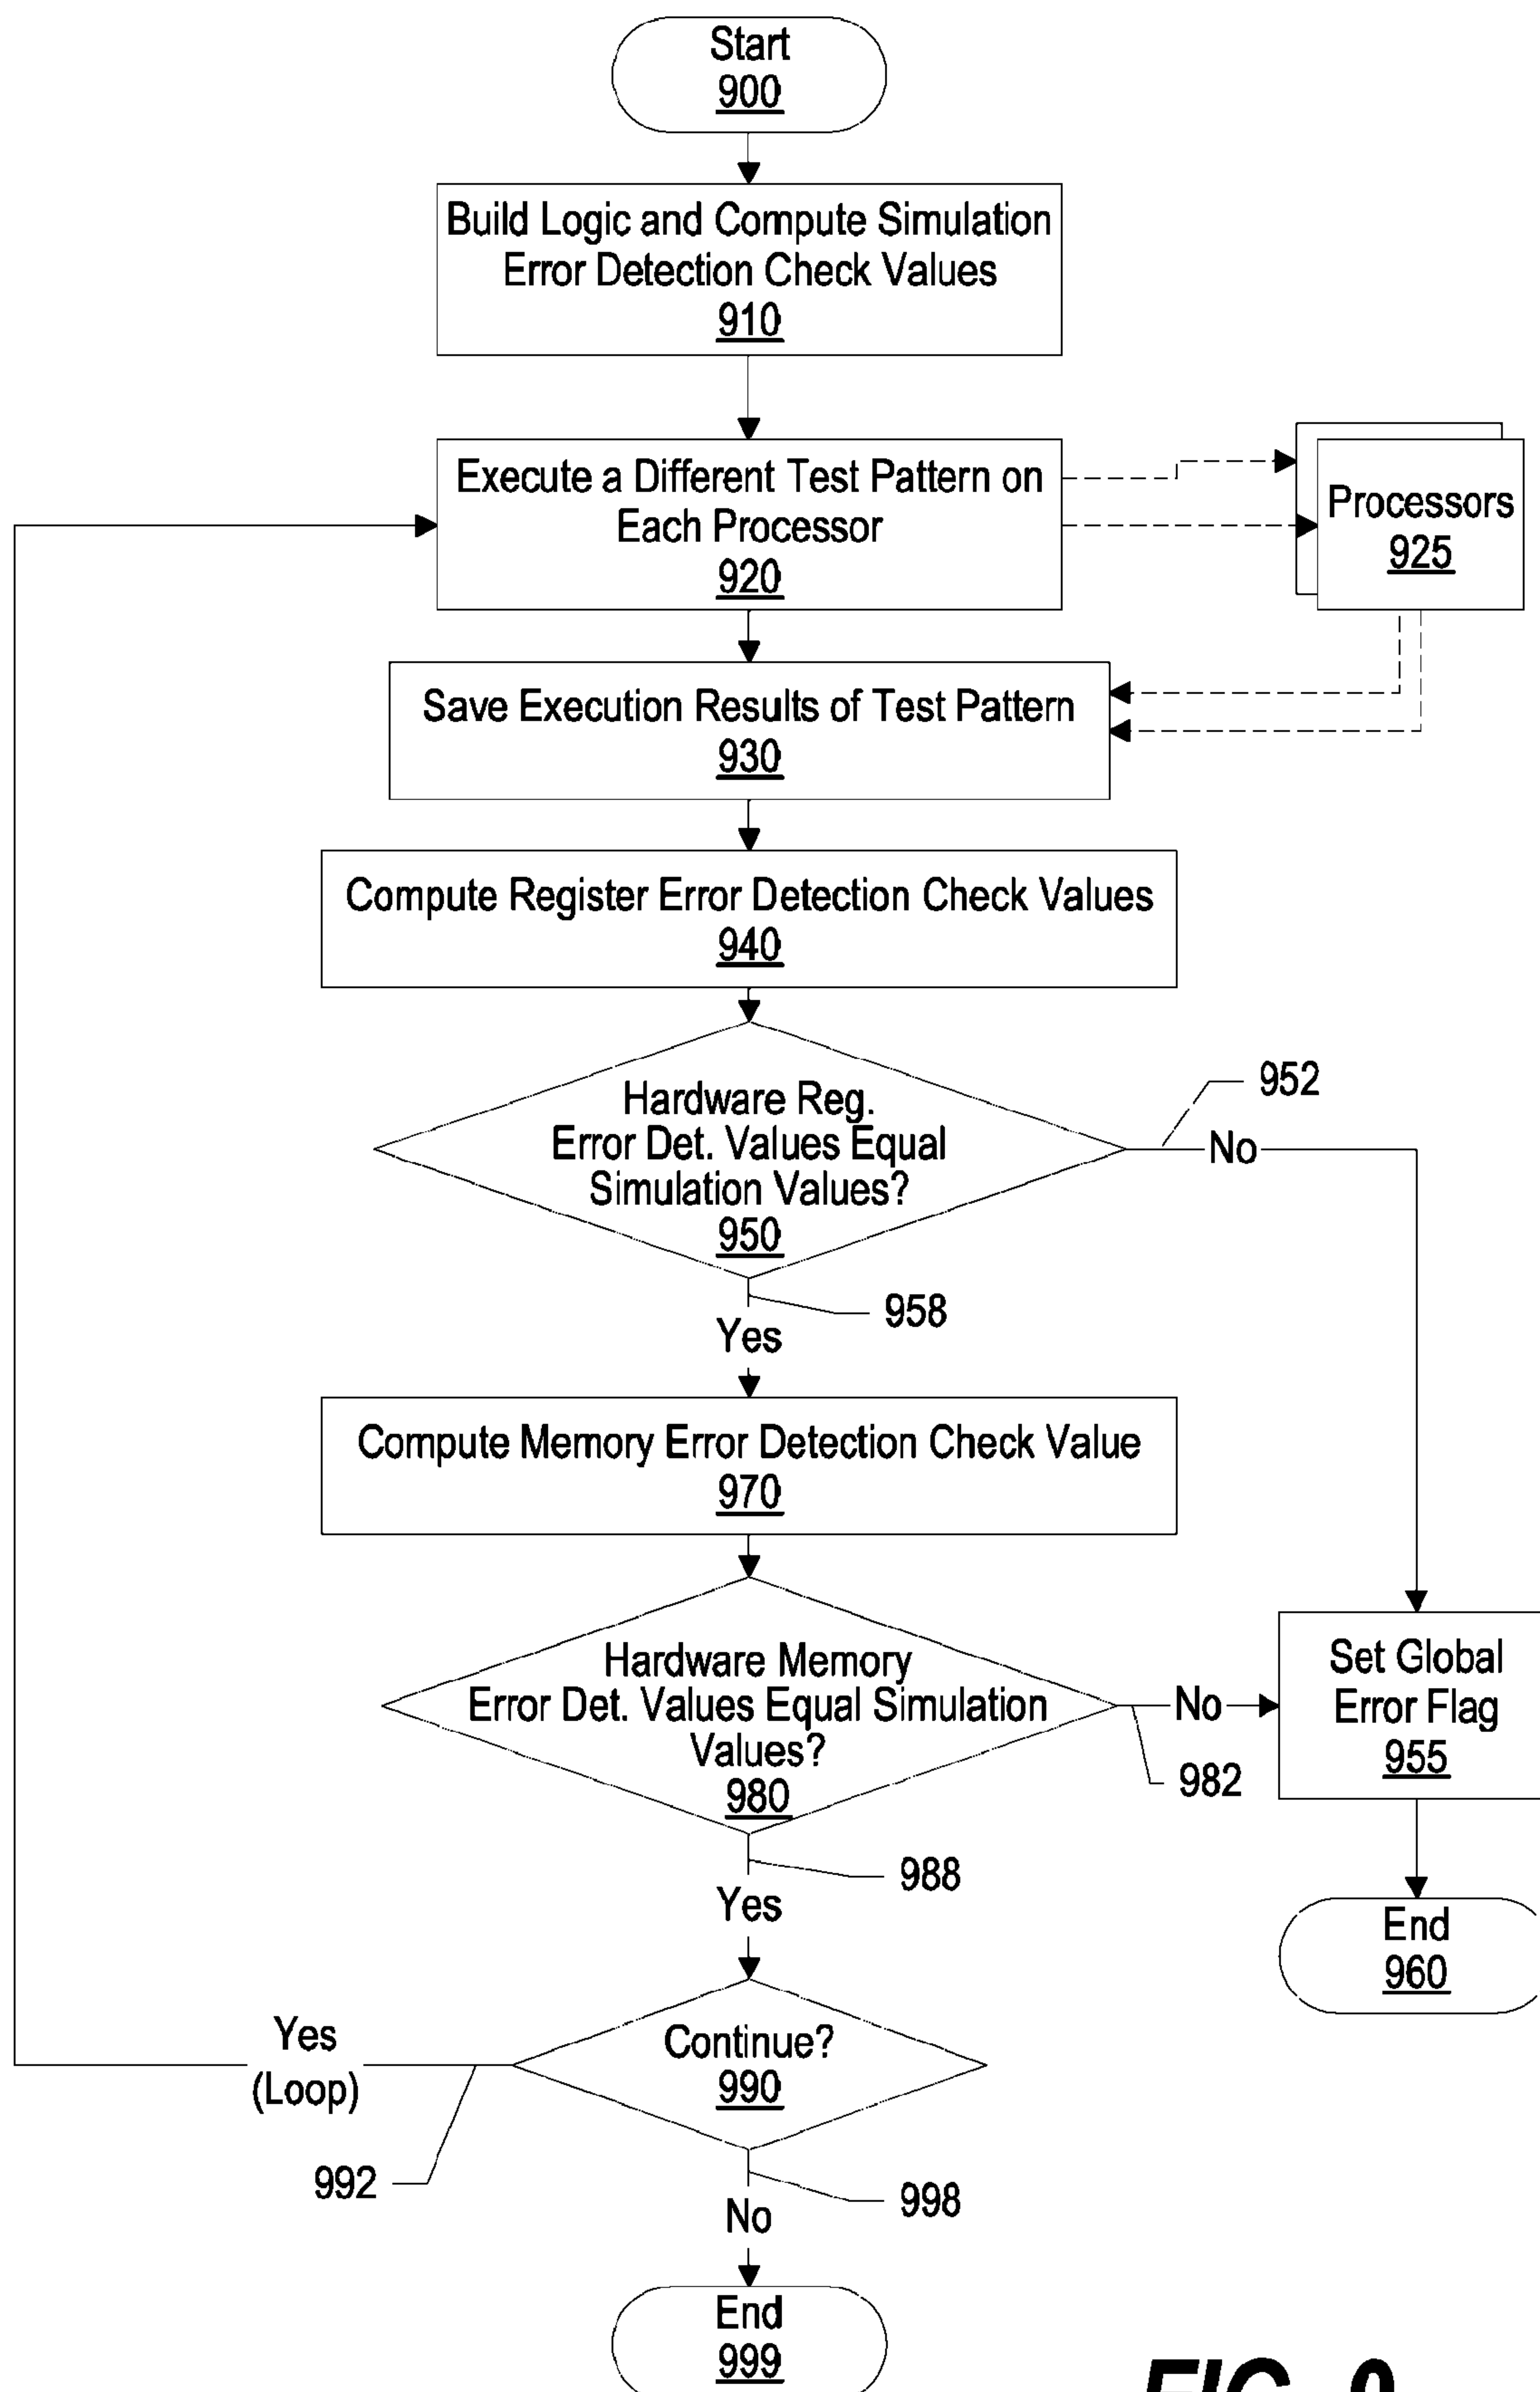 Start
900
Build Logic and Compute Simulation
Error Detection Check Values
910
Execute a Different Test Pattern on
Each Processor
920
Processors
925
Save Execution Results of Test Pattern
930
Compute Register Error Detection Check Values
940
Hardware Reg.
Error Det. Values Equal
Simulation Values?
950
952
No
958
Yes
Compute Memory Error Detection Check Value
970
Hardware Memory
Error Det. Values Equal Simulation
Values?
980
No
982
Set Global
Error Flag
955
988
Yes
End
960
Continue?
990
Yes
(Loop)
992
998
No
End
999